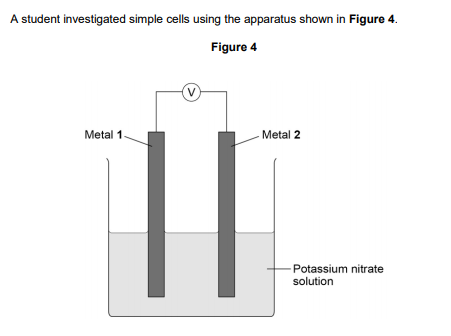 A student investigated simple cells using the apparatus shown in Figure 4.
Figure 4
V
Metal 1
Metal 2
Potassium nitrate
solution